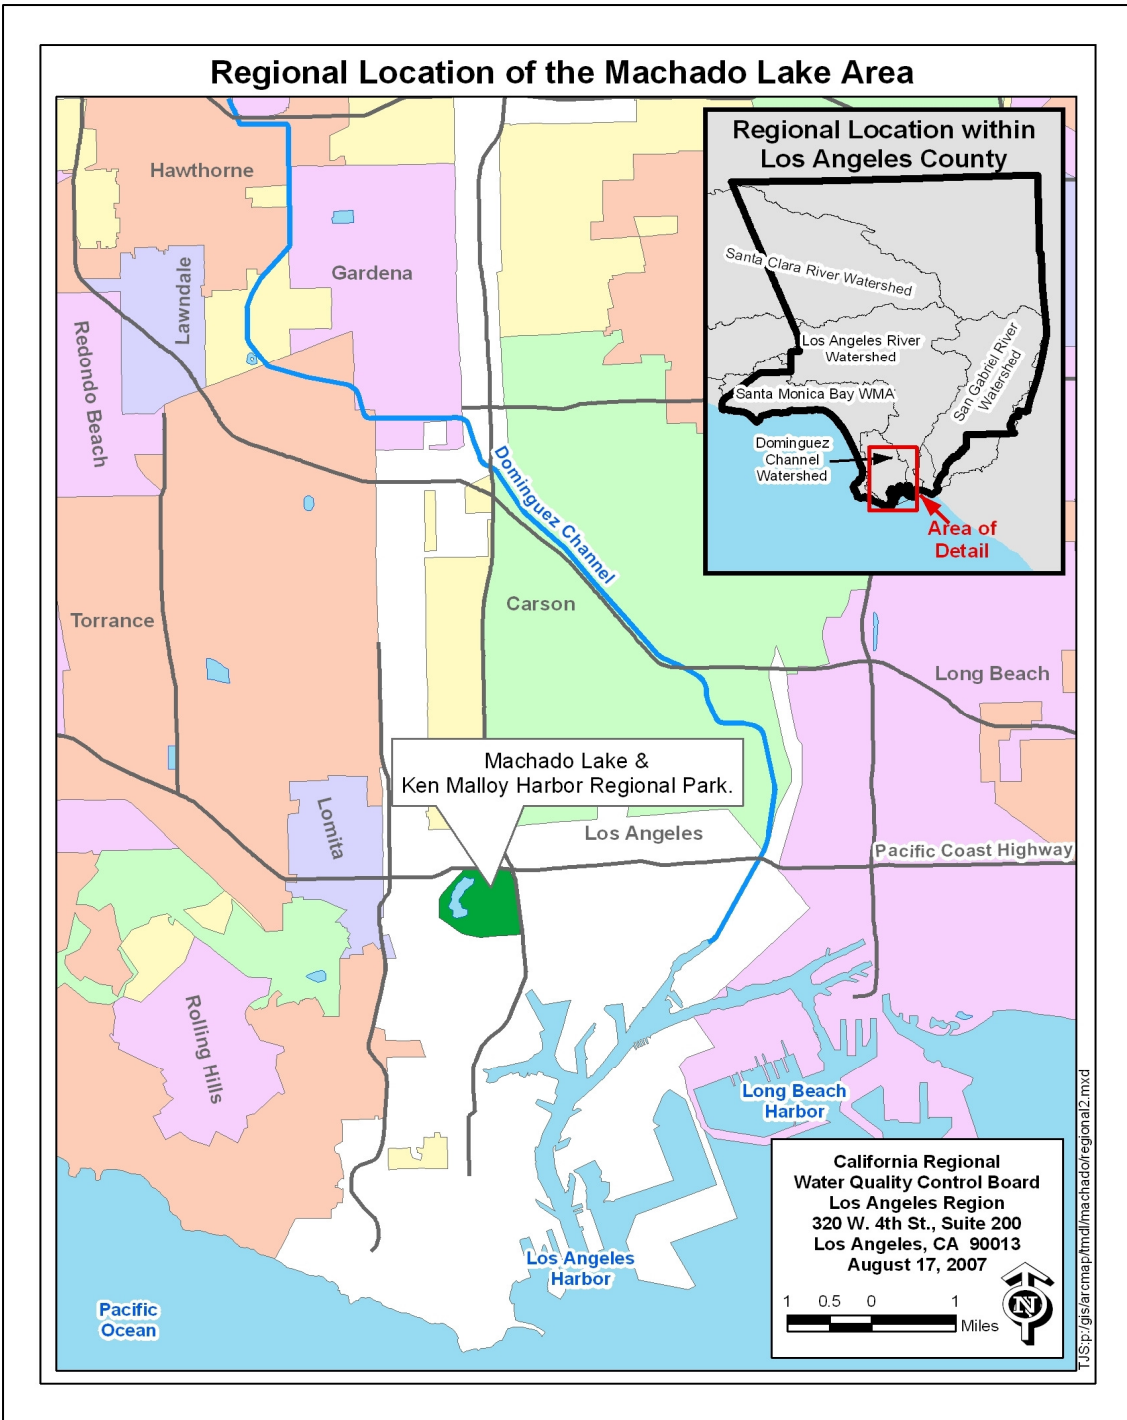 Regional Location of the Machado Lake Area
Regional Location within
Los Angeles County
Santa Clara River Watershed
Los Angeles River
Watershed
San Gabriel River
Watershed
Santa Monica Bay WMA
Dominguez
Channel
Watershed
Area of
Detail
Hawthorne
Lawndale
Gardena
Redondo Beach
Dominguez Channel
Carson
Torrance
Long Beach
Machado Lake &
Ken Malloy Harbor Regional Park.
Lomita
Los Angeles
Pacific Coast Highway
Rolling Hills
Long Beach
Harbor
Los Angeles
Harbor
Pacific
Ocean
California Regional
Water Quality Control Board
Los Angeles Region
320 W. 4th St., Suite 200
Los Angeles, CA 90013
August 17, 2007
1 0.5 0 1
Miles
N
TJS:p:/gis/arcmap/tmdl/machado/regional2.mxd